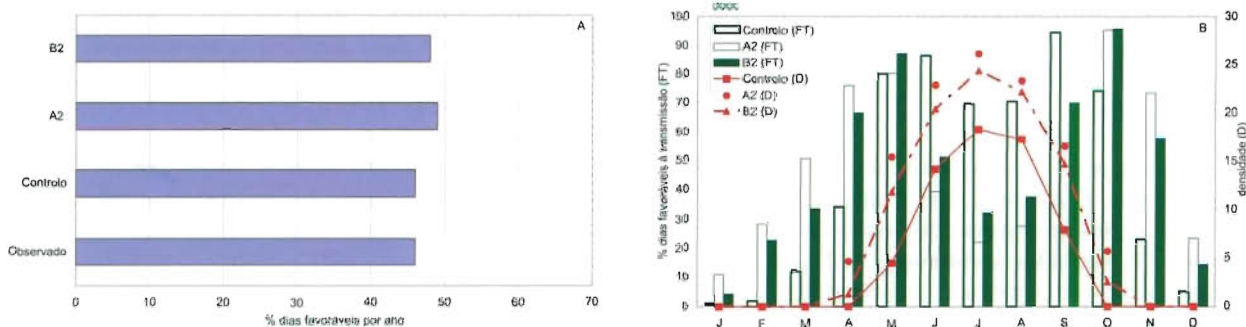 A
B2
A2
Controlo
Observado
0 10 20 30 40 50 60 70
% dias favoráveis por ano
B
Controlo (FT)
A2 (FT)
B2 (FT)
Controlo (D)
A2 (D)
B2 (D)
% dias favoráveis à transmissão (FT)
100
90
80
70
60
50
40
30
20
10
0
30
25
20
15
10
5
0
densidade (D)
J F M A M J J A S O N D